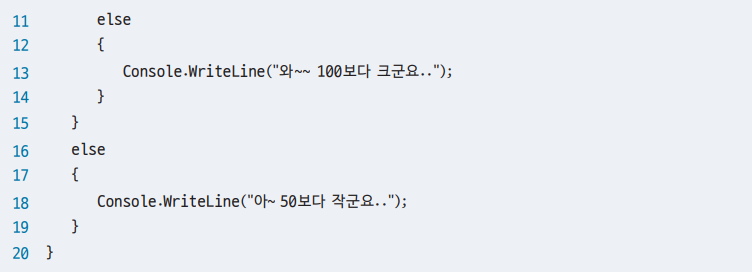 11 else
12 {
13 Console.WriteLine("와~~ 100보다 크군요..");
14 }
15 }
16 else
17 {
18 Console.WriteLine("아~ 50보다 작군요..");
19 }
20 }